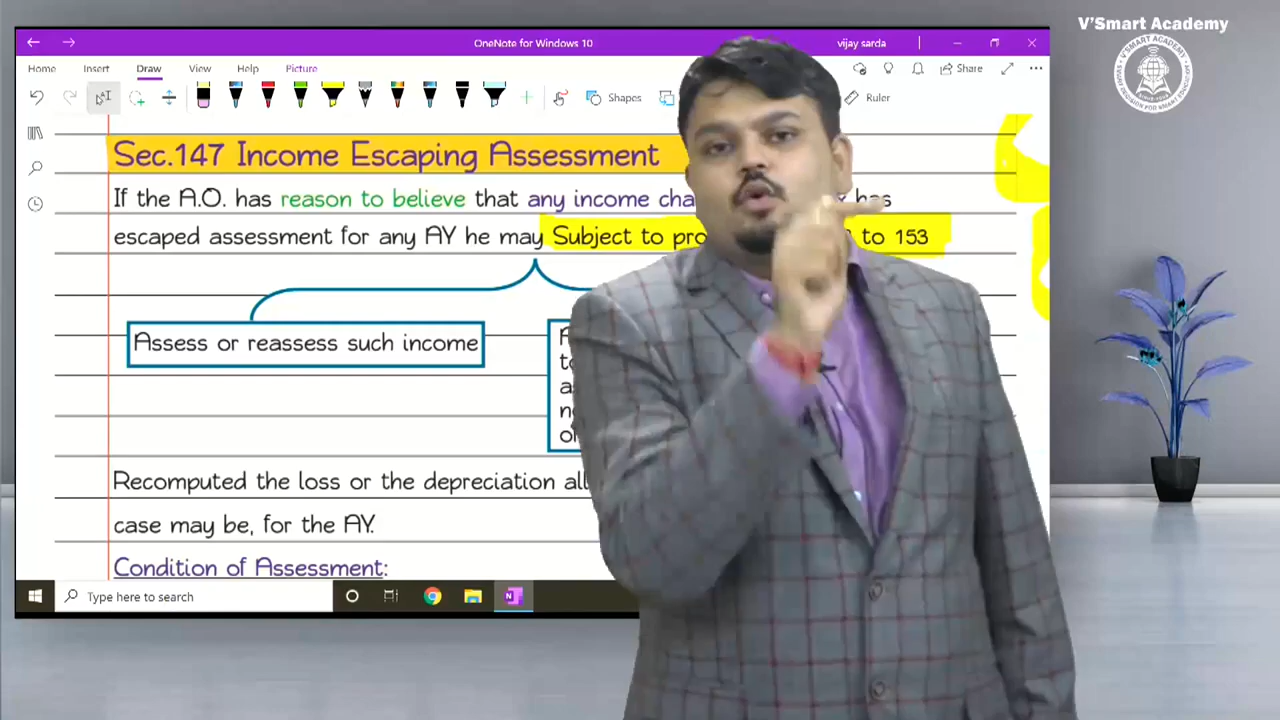 V'Smart Academy
OneNote for Windows 10
vijay sarda
Home Insert Draw View Help Picture
Share
Shapes
Ruler
Sec.147 Income Escaping Assessment
If the A.O. has reason to believe that any income has
escaped assessment for any AY he may Subject to to 153
Assess or reassess such income
Recomputed the loss or the depreciation
case may be, for the AY.
Condition of Assessment:
Type here to search